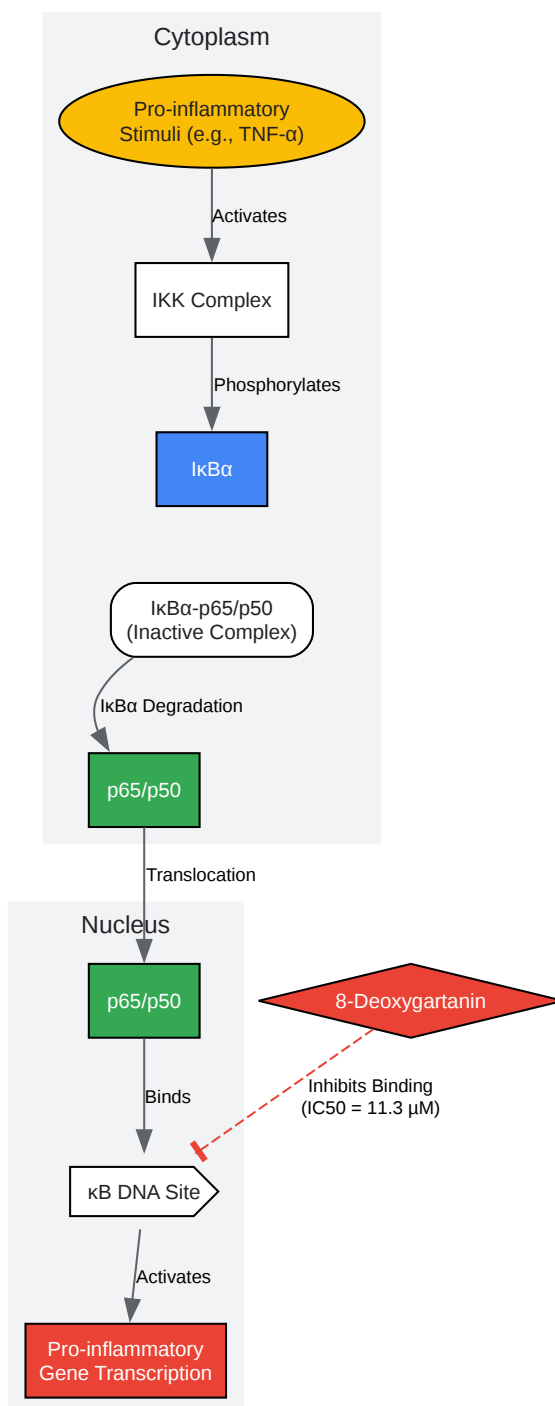 Cytoplasm
Pro-inflammatory
Stimuli (e.g., TNF-α)
Activates
IKK Complex
Phosphorylates
IκBα
IκBα-p65/p50
(Inactive Complex)
IκBα Degradation
p65/p50
Translocation
Nucleus
p65/p50
8-Deoxygartanin
Inhibits Binding
(IC50 = 11.3 µM)
Binds
κB DNA Site
Activates
Pro-inflammatory
Gene Transcription